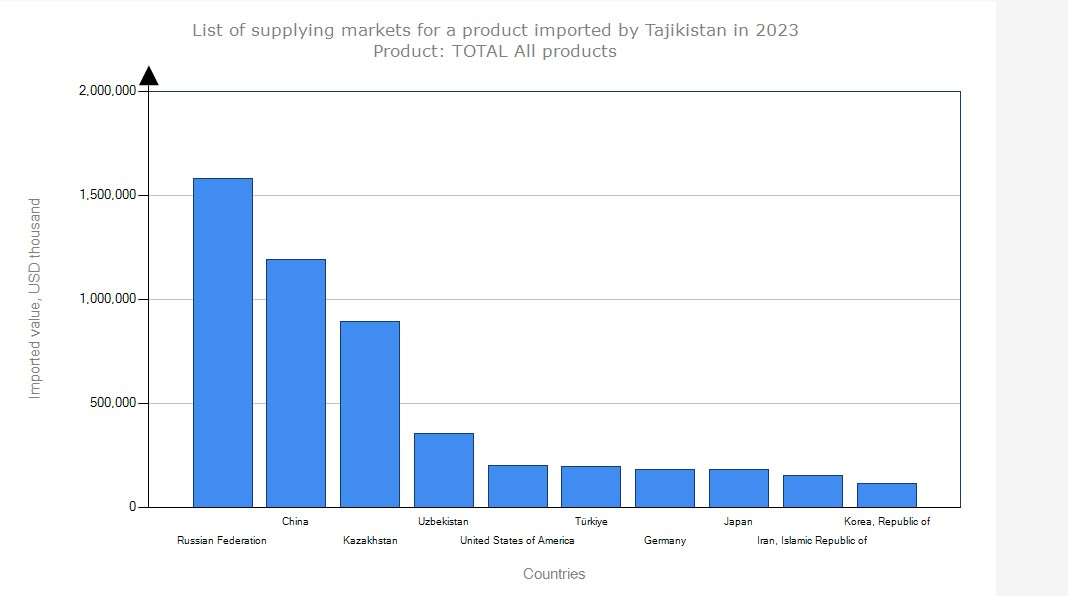 List of supplying markets for a product imported by Tajikistan in 2023
Product: TOTAL All products
2,000,000
1,500,000
1,000,000
500,000
0
Imported value, USD thousand
Russian Federation
China
Kazakhstan
Uzbekistan
United States of America
Türkiye
Germany
Japan
Iran, Islamic Republic of
Korea, Republic of
Countries